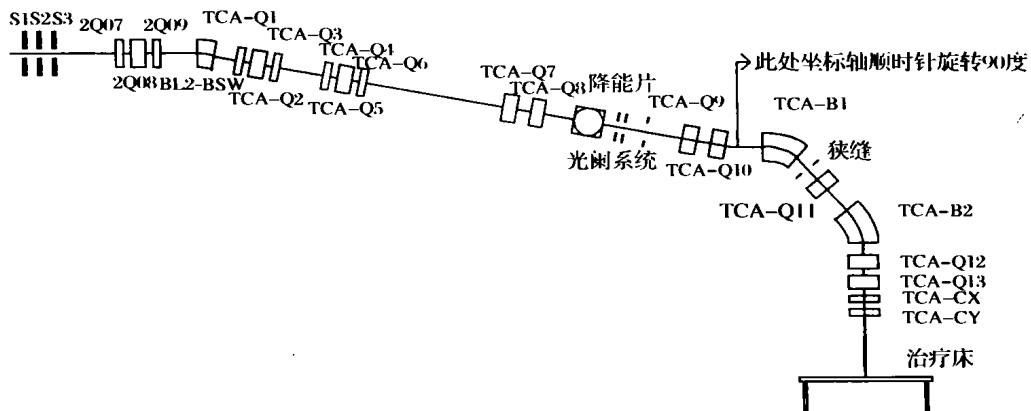 S1S2S3
2Q07
2Q08
2Q09
BL2-BSW
TCA-Q1
TCA-Q2
TCA-Q3
TCA-Q4
TCA-Q5
TCA-Q6
TCA-Q7
TCA-Q8
降能片
光阑系统
TCA-Q9
TCA-Q10
此处坐标轴顺时针旋转90度
TCA-B1
狭缝
TCA-Q11
TCA-B2
TCA-Q12
TCA-Q13
TCA-CX
TCA-CY
治疗床